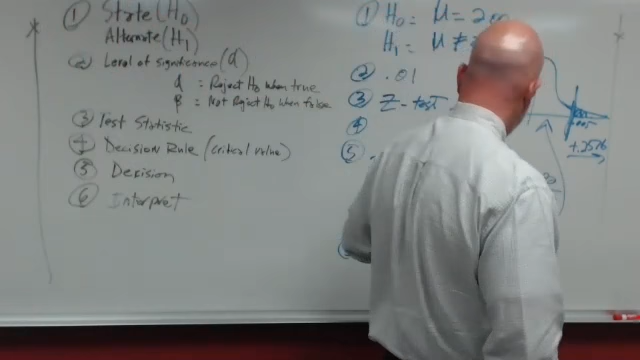 ① State (H₀)
Alternate (H₁)
② Level of significance (α)
α = Reject H₀ when true
β = Not Reject H₀ when false
③ Test Statistic
④ Decision Rule (critical value)
⑤ Decision
⑥ Interpret
① H₀ = μ = 200
H₁ = μ ≠
② .01
③ Z-test
④
⑤
.005
+2.576